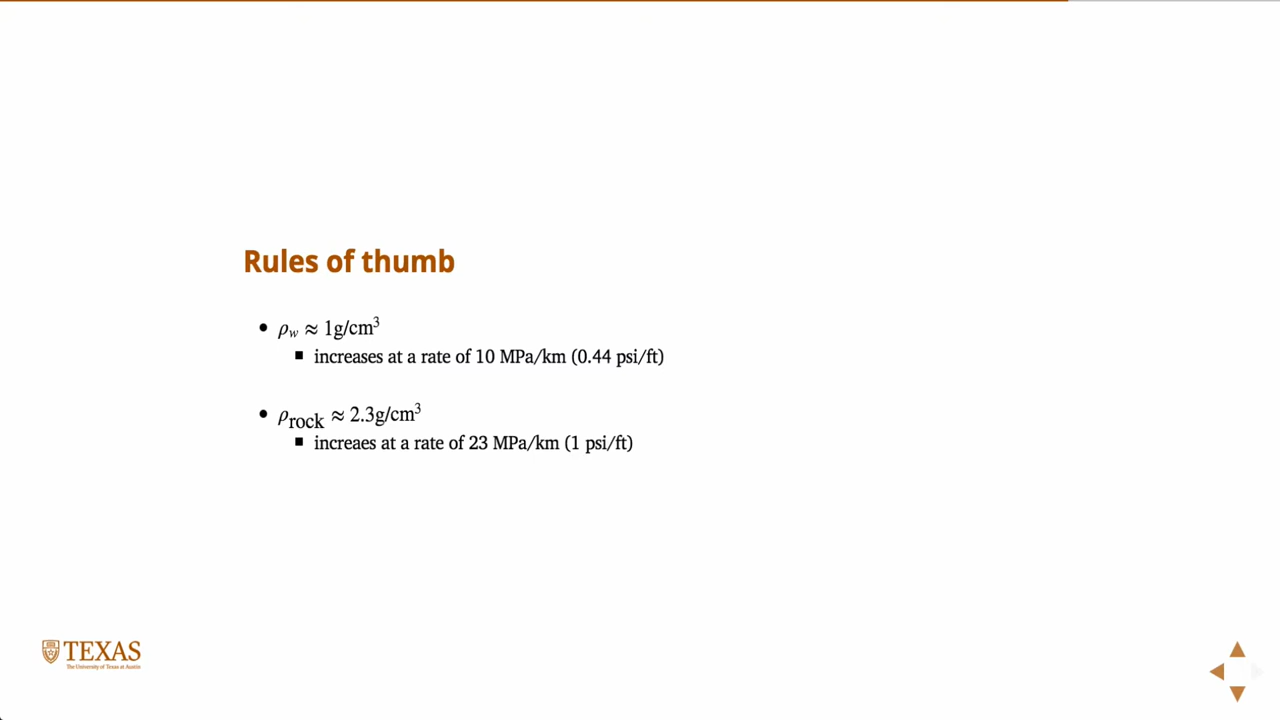 Rules of thumb
• ρw ≈ 1g/cm³
▪ increases at a rate of 10 MPa/km (0.44 psi/ft)
• ρrock ≈ 2.3g/cm³
▪ increaes at a rate of 23 MPa/km (1 psi/ft)
TEXAS
The University of Texas at Austin